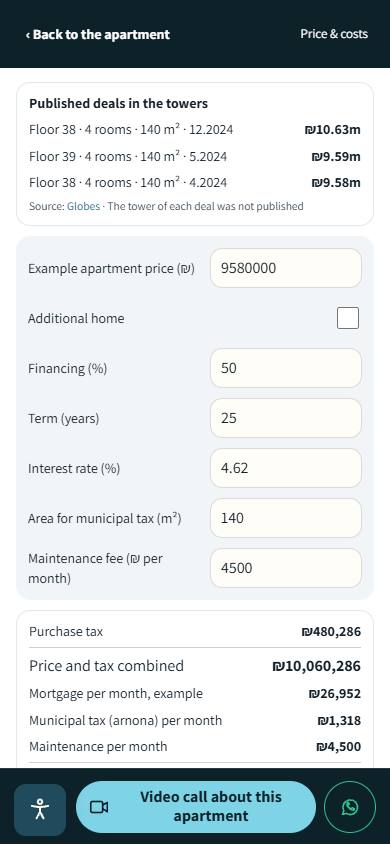 ‹ Back to the apartment
Price & costs
Published deals in the towers
Floor 38 · 4 rooms · 140 m² · 12.2024 ₪10.63m
Floor 39 · 4 rooms · 140 m² · 5.2024 ₪9.59m
Floor 38 · 4 rooms · 140 m² · 4.2024 ₪9.58m
Source: Globes · The tower of each deal was not published
Example apartment price (₪) 9580000
Additional home
Financing (%) 50
Term (years) 25
Interest rate (%) 4.62
Area for municipal tax (m²) 140
Maintenance fee (₪ per
month) 4500
Purchase tax ₪480,286
Price and tax combined ₪10,060,286
Mortgage per month, example ₪26,952
Municipal tax (arnona) per month ₪1,318
Maintenance per month ₪4,500
Video call about this
apartment